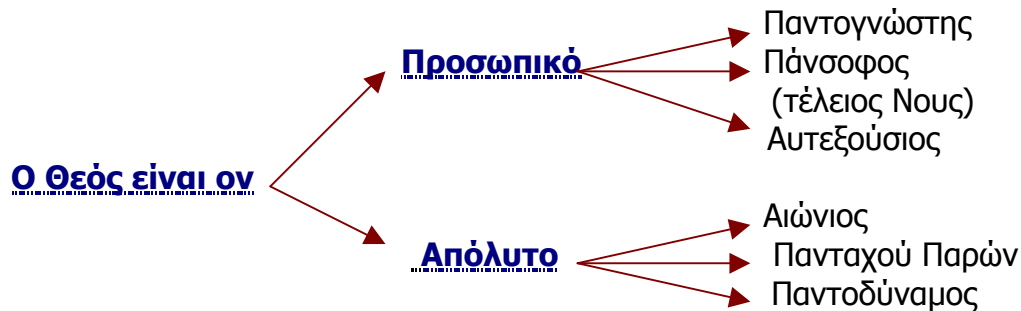 Ο Θεός είναι ον
Προσωπικό
Παντογνώστης
Πάνσοφος
(τέλειος Νους)
Αυτεξούσιος
Απόλυτο
Αιώνιος
Πανταχού Παρών
Παντοδύναμος